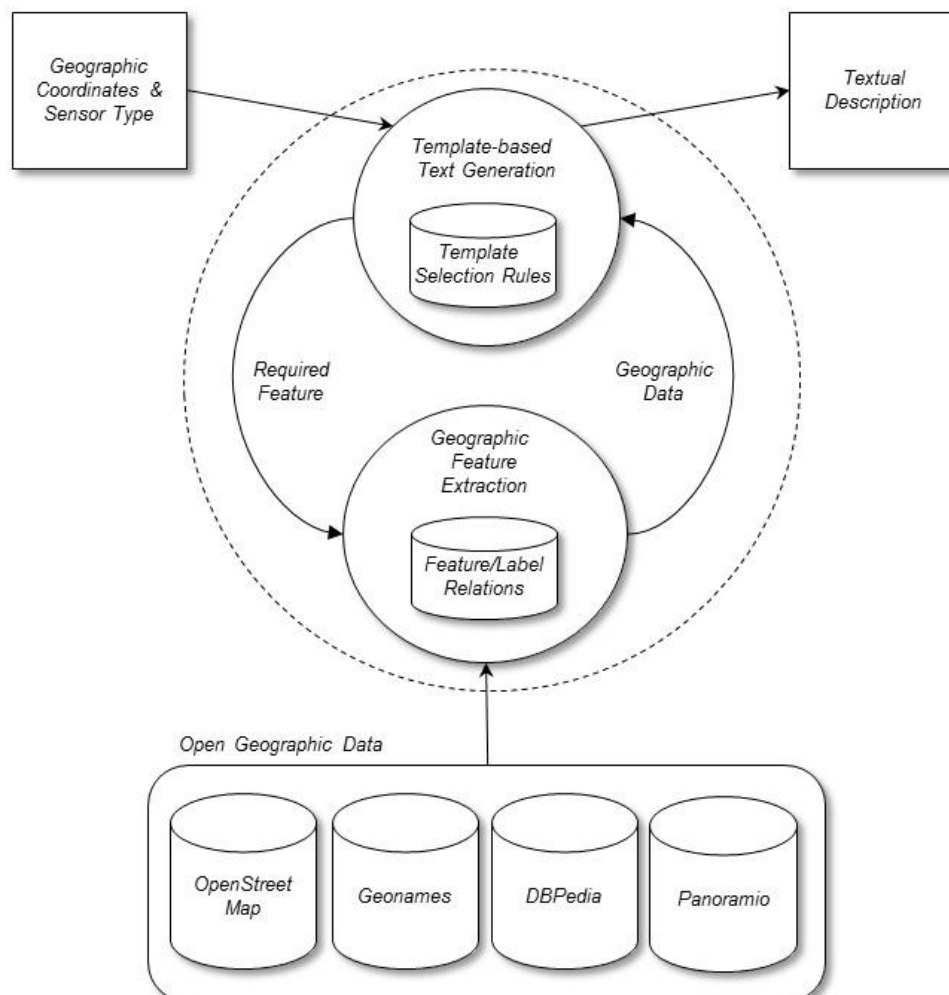 Geographic
Coordinates &
Sensor Type
Textual
Description
Template-based
Text Generation
Template
Selection Rules
Required
Feature
Geographic
Data
Geographic
Feature
Extraction
Feature/Label
Relations
Open Geographic Data
OpenStreet
Map
Geonames
DBPedia
Panoramio